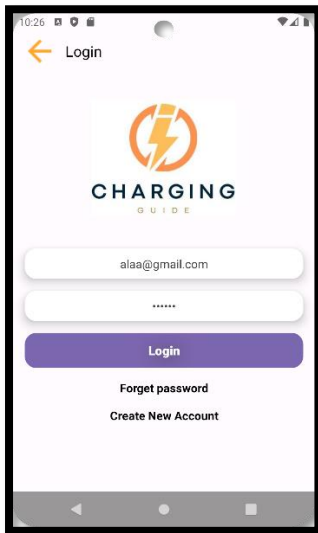 10:26
Login
CHARGING
GUIDE
alaa@gmail.com
••••••
Login
Forget password
Create New Account